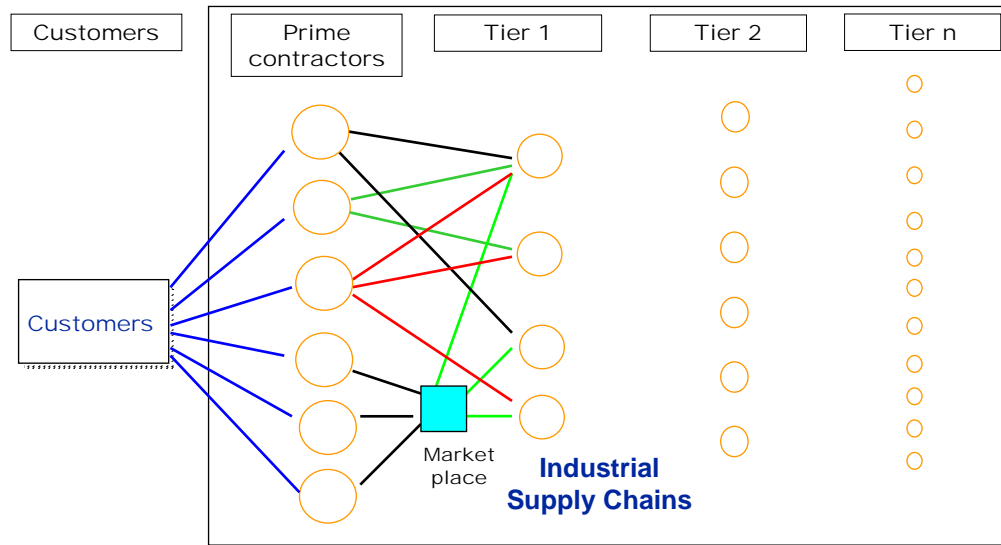 Customers
Prime
contractors
Tier 1
Tier 2
Tier n
Customers
Market
place
Industrial
Supply Chains